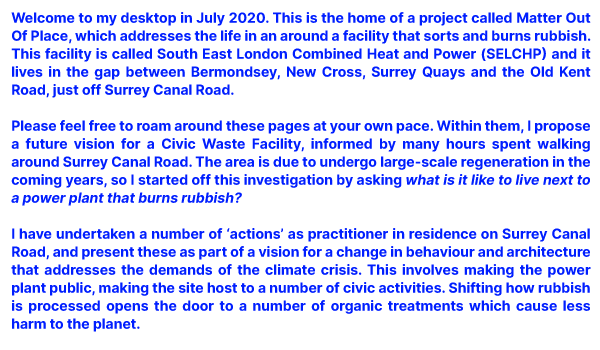 Welcome to my desktop in July 2020. This is the home of a project called Matter Out
Of Place, which addresses the life in an around a facility that sorts and burns rubbish.
This facility is called South East London Combined Heat and Power (SELCHP) and it
lives in the gap between Bermondsey, New Cross, Surrey Quays and the Old Kent
Road, just off Surrey Canal Road.
Please feel free to roam around these pages at your own pace. Within them, I propose
a future vision for a Civic Waste Facility, informed by many hours spent walking
around Surrey Canal Road. The area is due to undergo large-scale regeneration in the
coming years, so I started off this investigation by asking what is it like to live next to
a power plant that burns rubbish?
I have undertaken a number of ‘actions’ as practitioner in residence on Surrey Canal
Road, and present these as part of a vision for a change in behaviour and architecture
that addresses the demands of the climate crisis. This involves making the power
plant public, making the site host to a number of civic activities. Shifting how rubbish
is processed opens the door to a number of organic treatments which cause less
harm to the planet.